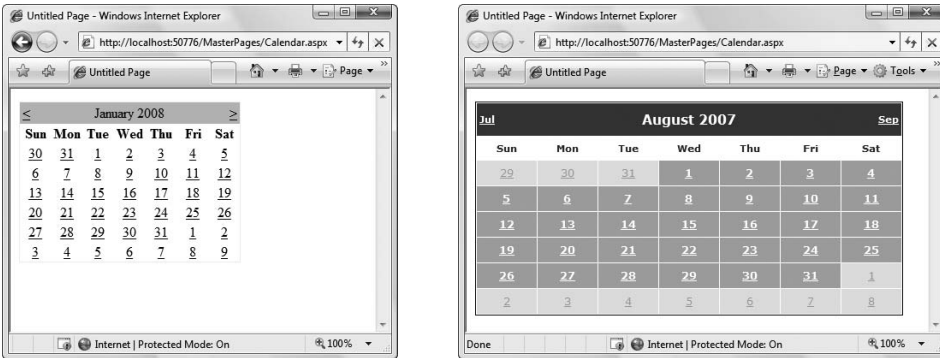 Untitled Page - Windows Internet Explorer
http://localhost:50776/MasterPages/Calendar.aspx
Untitled Page
Page
< January 2008 >
Sun Mon Tue Wed Thu Fri Sat
30 31 1 2 3 4 5
6 7 8 9 10 11 12
13 14 15 16 17 18 19
20 21 22 23 24 25 26
27 28 29 30 31 1 2
3 4 5 6 7 8 9
Internet | Protected Mode: On 100%
Untitled Page - Windows Internet Explorer
http://localhost:50776/MasterPages/Calendar.aspx
Untitled Page
Page Tools
Jul August 2007 Sep
Sun Mon Tue Wed Thu Fri Sat
29 30 31 1 2 3 4
5 6 7 8 9 10 11
12 13 14 15 16 17 18
19 20 21 22 23 24 25
26 27 28 29 30 31 1
2 3 4 5 6 7 8
Done Internet | Protected Mode: On 100%